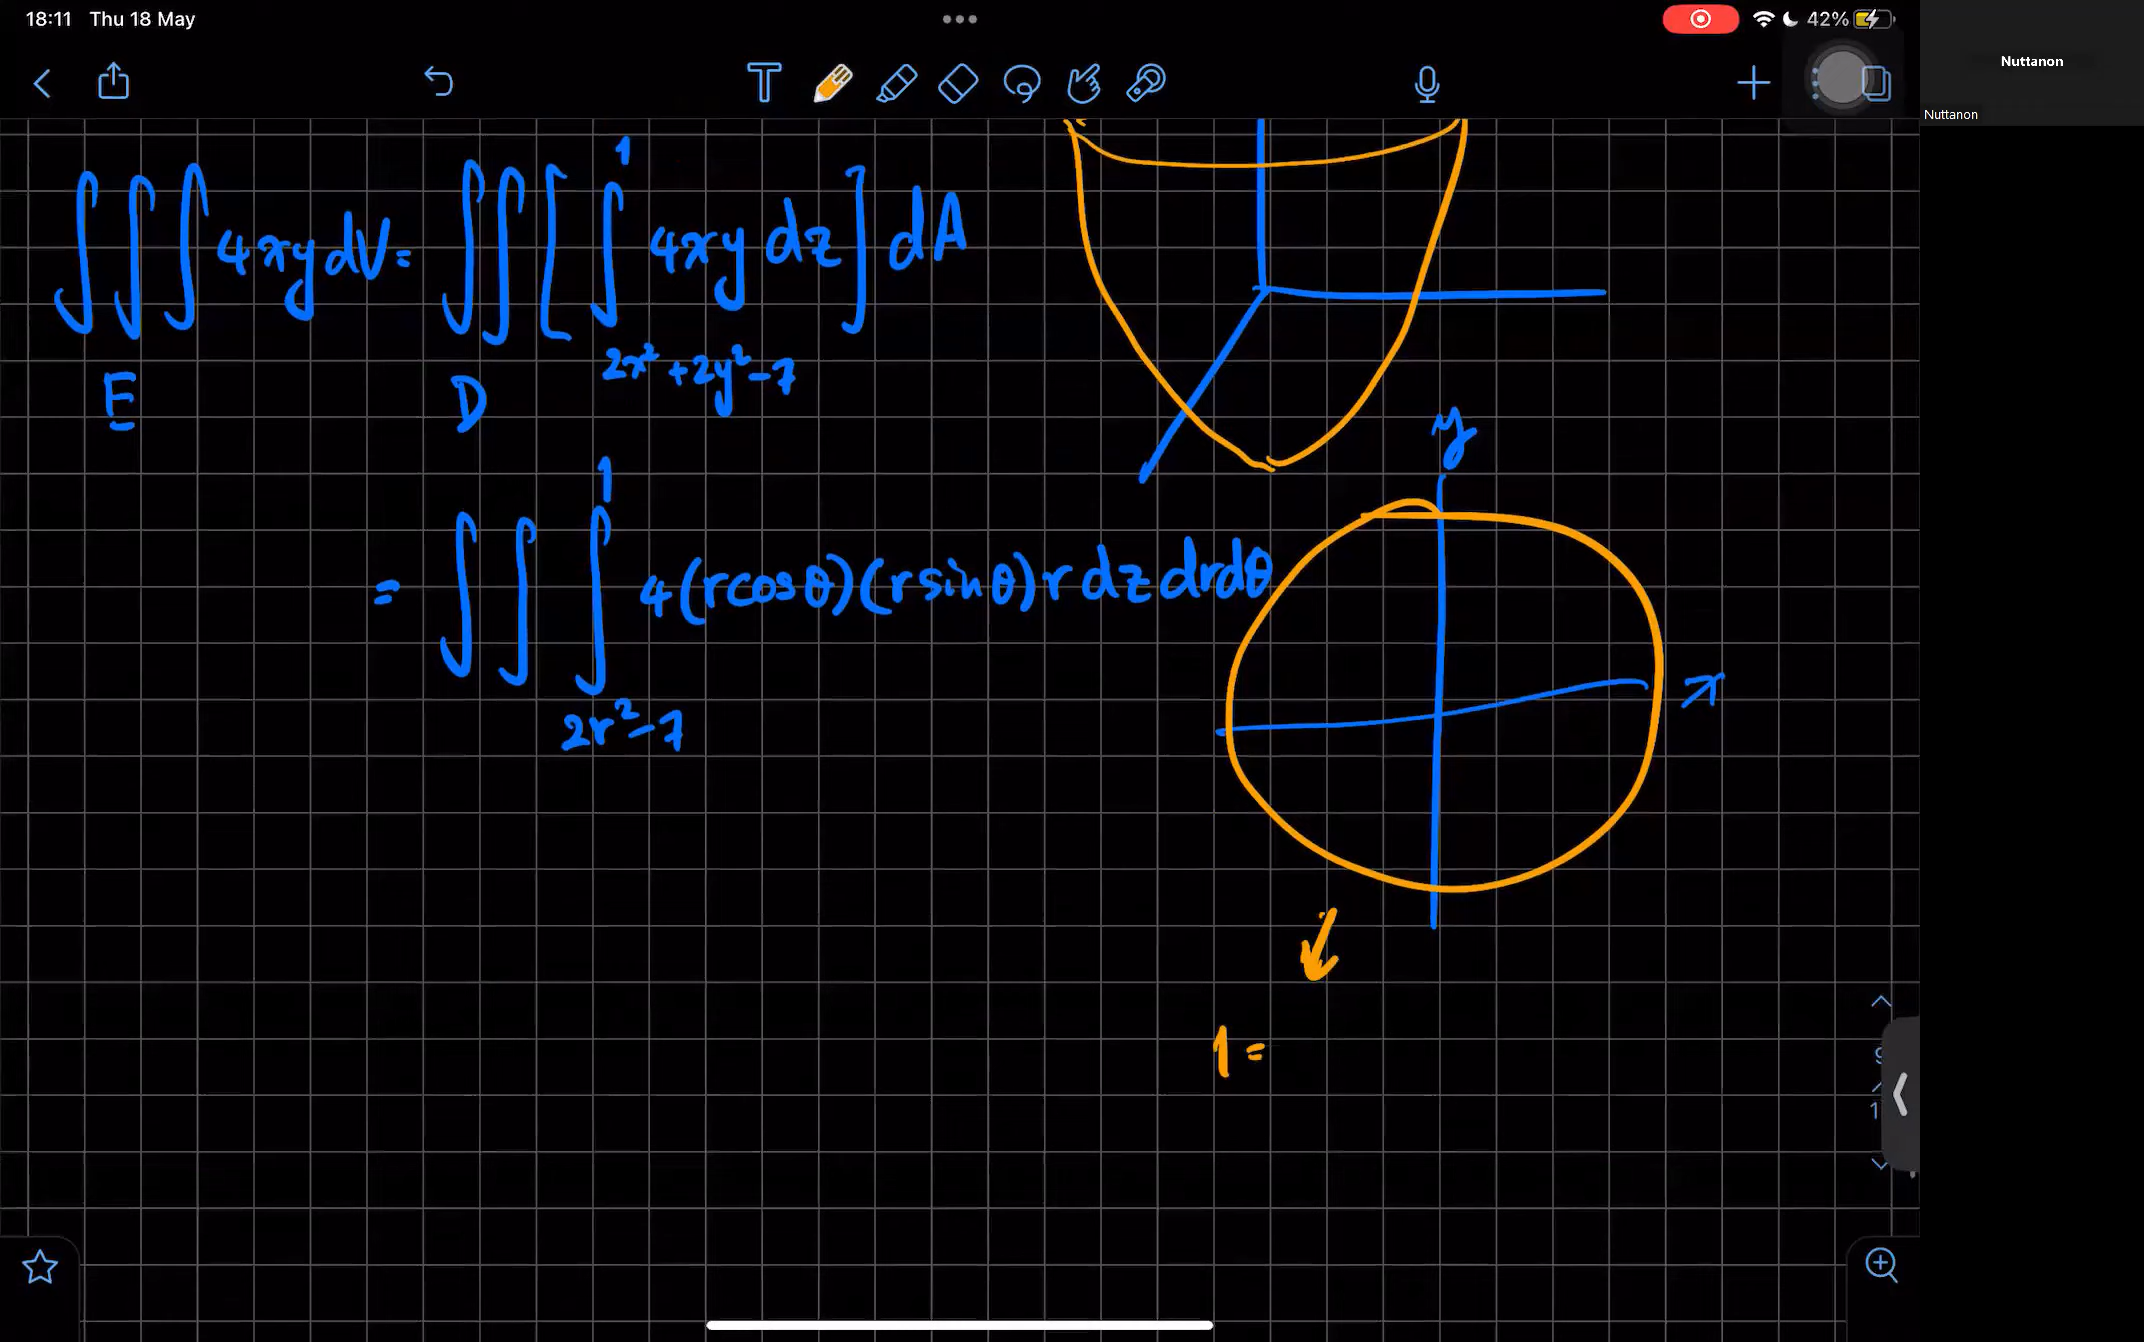 18:11 Thu 18 May
42%
Nuttanon
Nuttanon
T
∫∫∫ 4xy dV = ∫∫ [ ∫ 4xy dz ] dA
1
E
D
2x² + 2y² - 7
y
= ∫ ∫ ∫ 4(rcosθ)(rsinθ) r dz dr dθ
1
2r² - 7
x
1 =